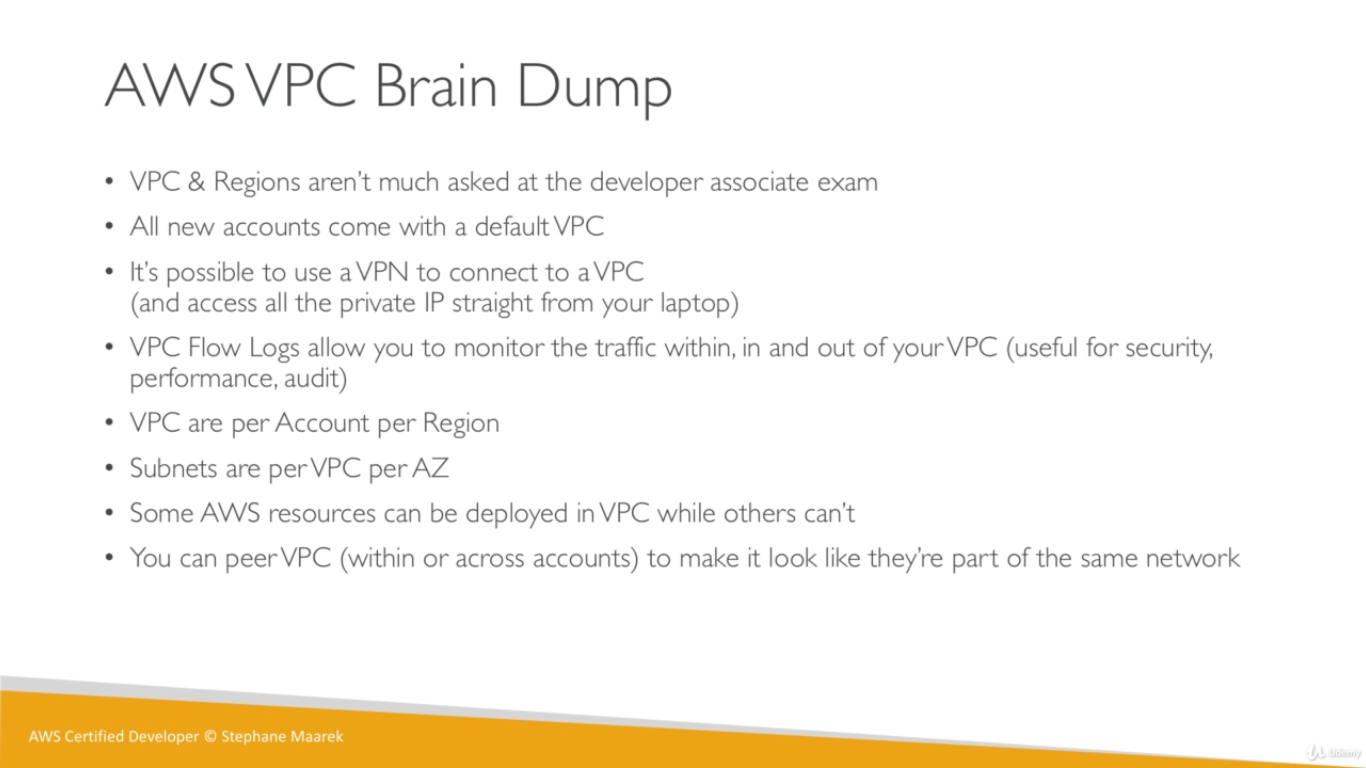 AWS VPC Brain Dump
• VPC & Regions aren't much asked at the developer associate exam
• All new accounts come with a default VPC
• It's possible to use a VPN to connect to a VPC
(and access all the private IP straight from your laptop)
• VPC Flow Logs allow you to monitor the traffic within, in and out of your VPC (useful for security,
performance, audit)
• VPC are per Account per Region
• Subnets are per VPC per AZ
• Some AWS resources can be deployed in VPC while others can't
• You can peer VPC (within or across accounts) to make it look like they're part of the same network
AWS Certified Developer © Stephane Maarek
Udemy